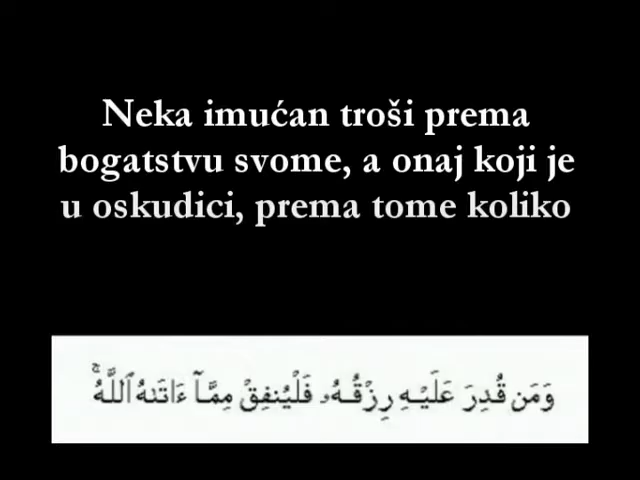 Neka imućan troši prema
bogatstvu svome, a onaj koji je
u oskudici, prema tome koliko
وَمَن قُدِرَ عَلَيْهِ رِزْقُهُۥ فَلْيُنفِقْ مِمَّآ ءَاتَىٰهُ ٱللَّهُ ۚ